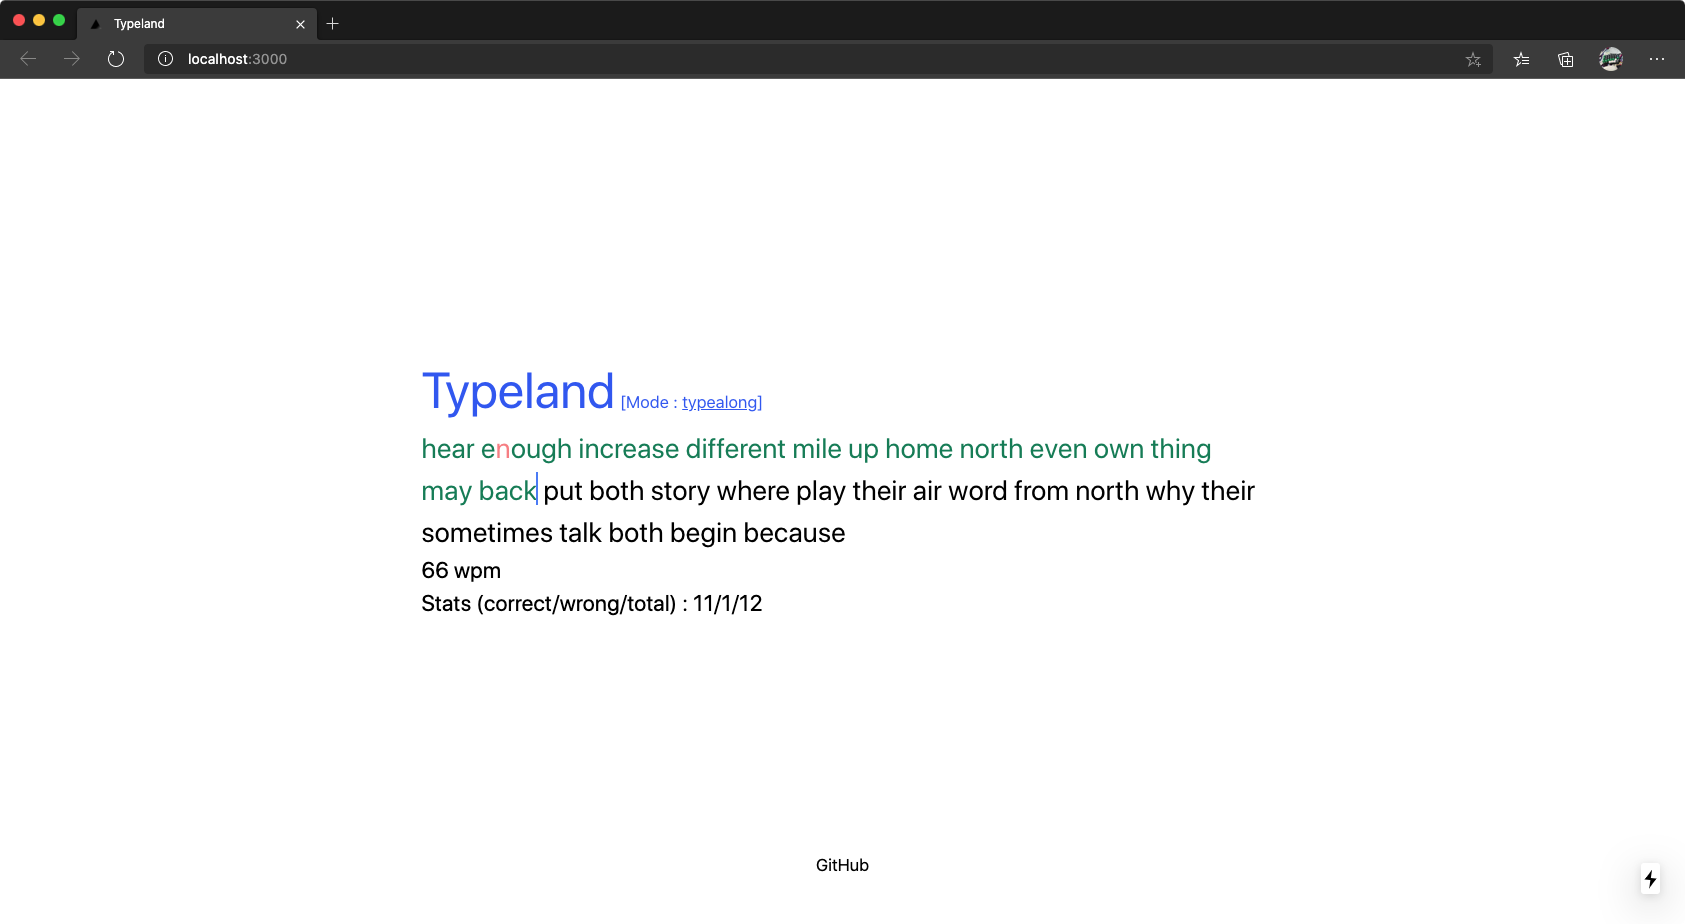 Typeland
localhost:3000
Typeland [Mode : typealong]
hear enough increase different mile up home north even own thing
may back put both story where play their air word from north why their
sometimes talk both begin because
66 wpm
Stats (correct/wrong/total) : 11/1/12
GitHub